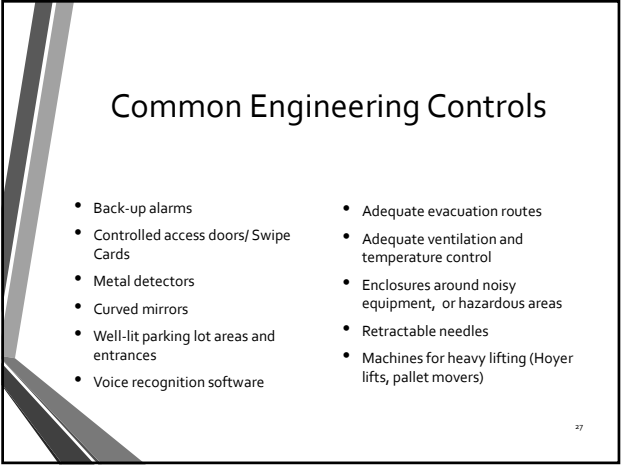 Common Engineering Controls
• Back-up alarms
• Controlled access doors/ Swipe
Cards
• Metal detectors
• Curved mirrors
• Well-lit parking lot areas and
entrances
• Voice recognition software
• Adequate evacuation routes
• Adequate ventilation and
temperature control
• Enclosures around noisy
equipment, or hazardous areas
• Retractable needles
• Machines for heavy lifting (Hoyer
lifts, pallet movers)
27